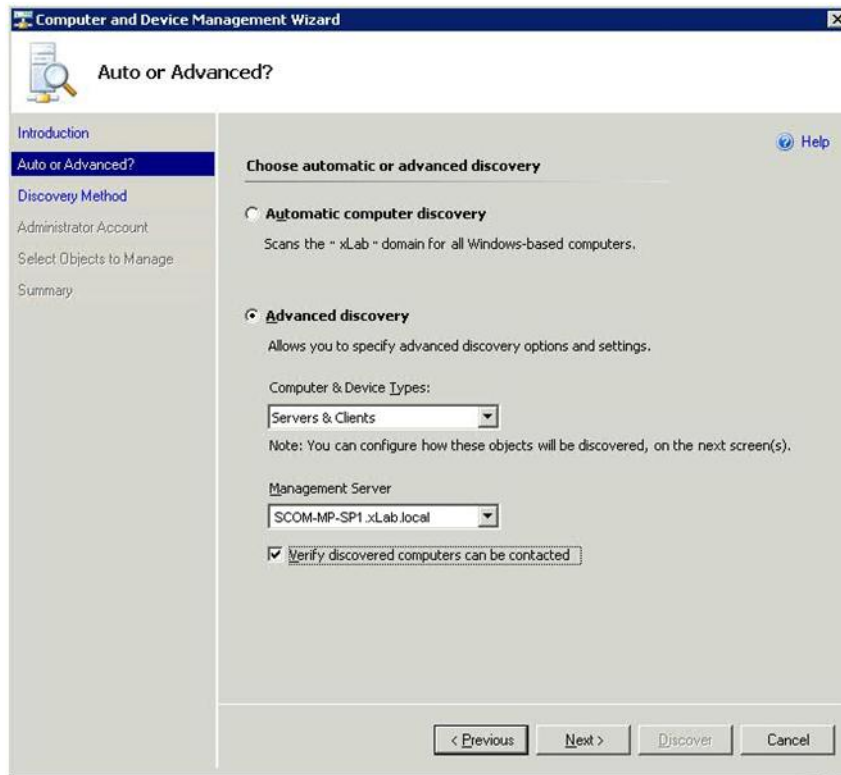 Computer and Device Management Wizard
Auto or Advanced?
Introduction
Auto or Advanced?
Discovery Method
Administrator Account
Select Objects to Manage
Summary
Help
Choose automatic or advanced discovery
Automatic computer discovery
Scans the " xLab " domain for all Windows-based computers.
Advanced discovery
Allows you to specify advanced discovery options and settings.
Computer & Device Types:
Servers & Clients
Note: You can configure how these objects will be discovered, on the next screen(s).
Management Server
SCOM-MP-SP1.xLab.local
Verify discovered computers can be contacted
< Previous
Next >
Discover
Cancel